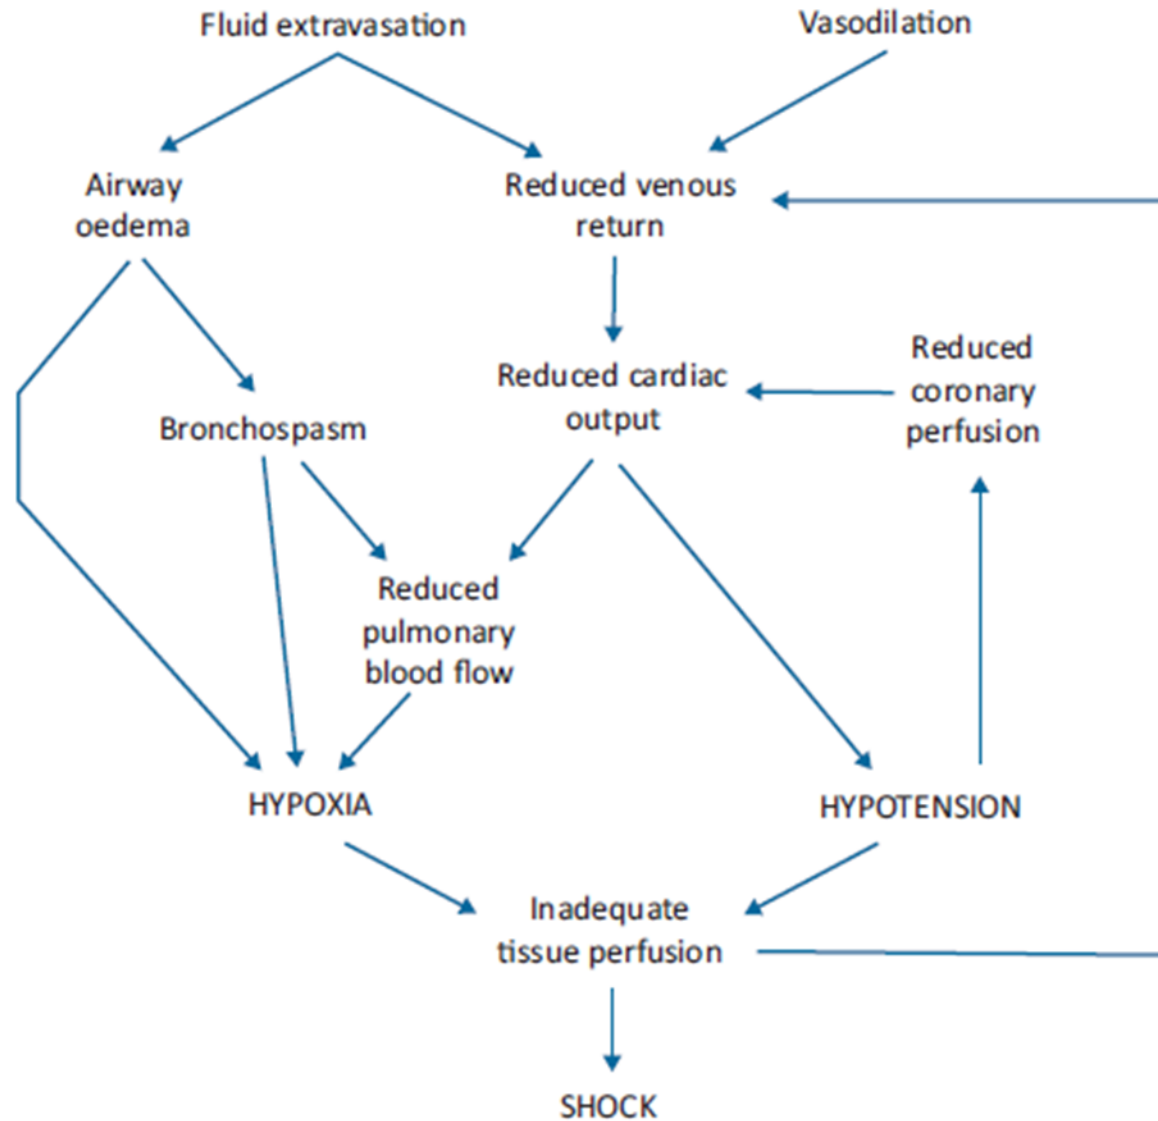 Fluid extravasation
Vasodilation
Airway
oedema
Reduced venous
return
Reduced cardiac
output
Reduced
coronary
perfusion
Bronchospasm
Reduced
pulmonary
blood flow
HYPOXIA
HYPOTENSION
Inadequate
tissue perfusion
SHOCK